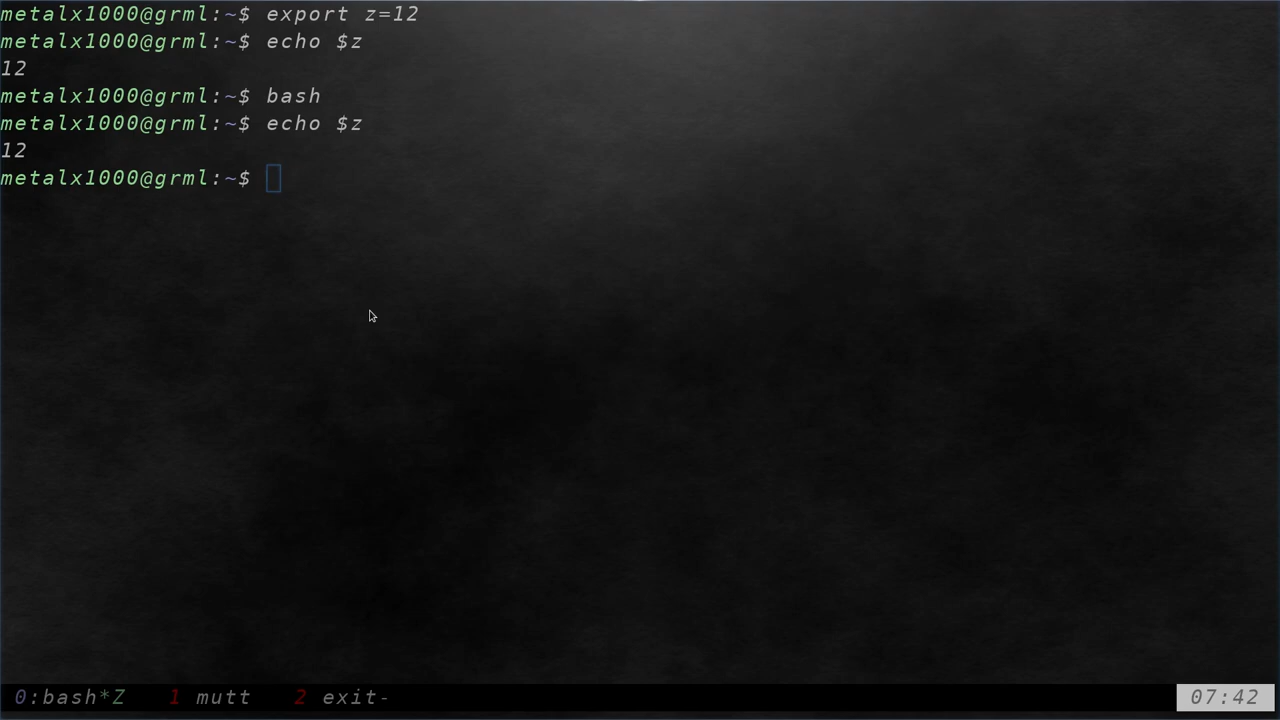 metalx1000@grml:~$ export z=12
metalx1000@grml:~$ echo $z
12
metalx1000@grml:~$ bash
metalx1000@grml:~$ echo $z
12
metalx1000@grml:~$
0:bash*Z 1 mutt 2 exit- 07:42